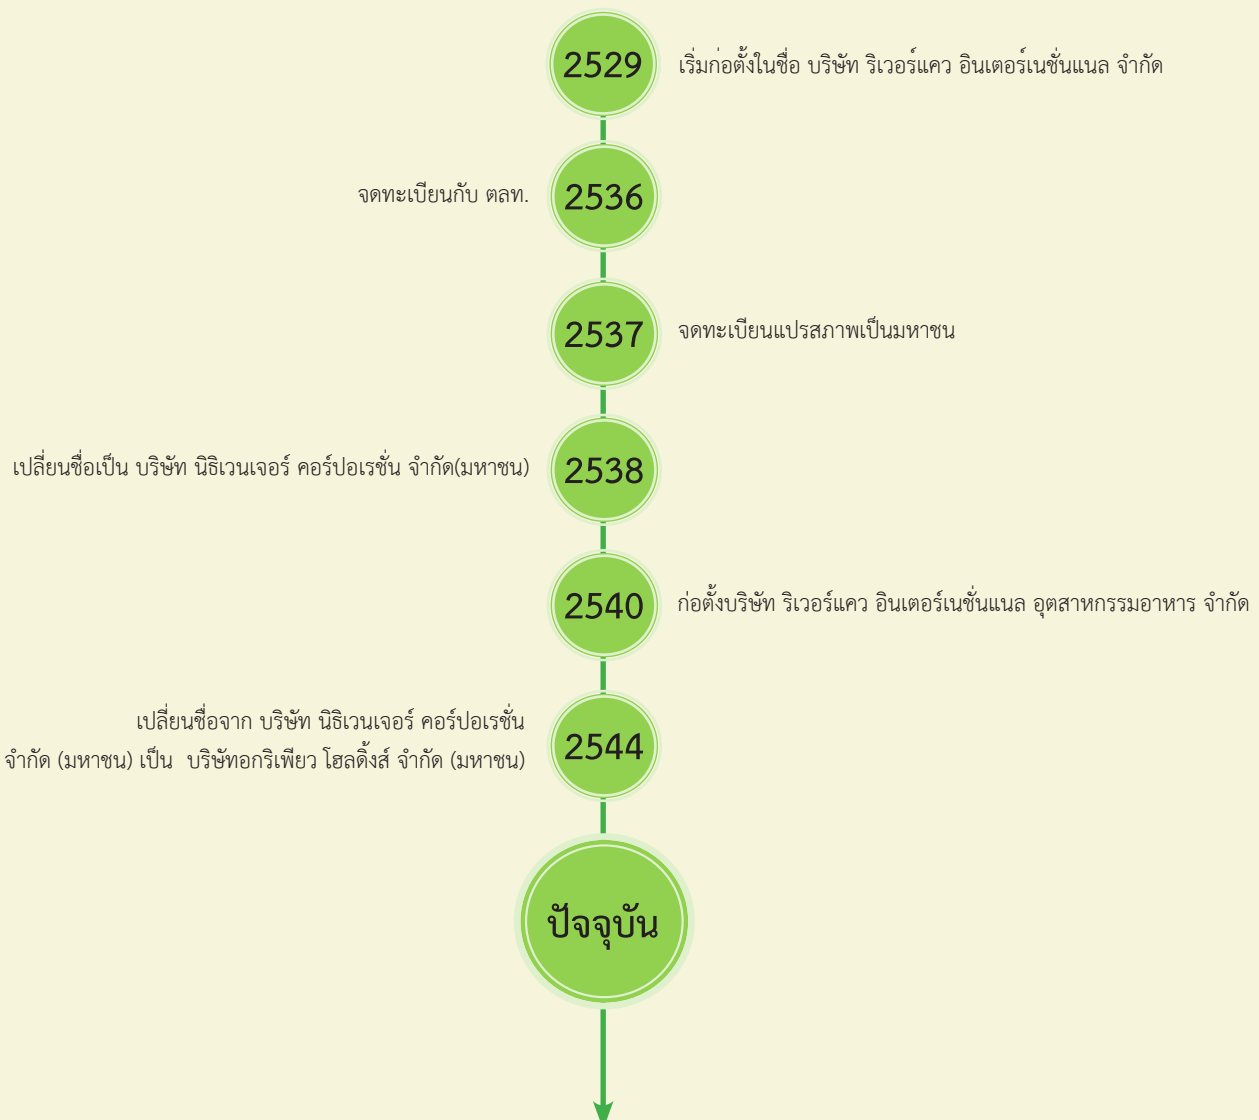 2529
เริ่มก่อตั้งในชื่อ บริษัท ริเวอร์แคว อินเตอร์เนชั่นแนล จำกัด
จดทะเบียนกับ ตลท.
2536
2537
จดทะเบียนแปรสภาพเป็นมหาชน
เปลี่ยนชื่อเป็น บริษัท นิธิเวนเจอร์ คอร์ปอเรชั่น จำกัด(มหาชน)
2538
2540
ก่อตั้งบริษัท ริเวอร์แคว อินเตอร์เนชั่นแนล อุตสาหกรรมอาหาร จำกัด
เปลี่ยนชื่อจาก บริษัท นิธิเวนเจอร์ คอร์ปอเรชั่น
จำกัด (มหาชน) เป็น บริษัทอกริเพียว โฮลดิ้งส์ จำกัด (มหาชน)
2544
ปัจจุบัน